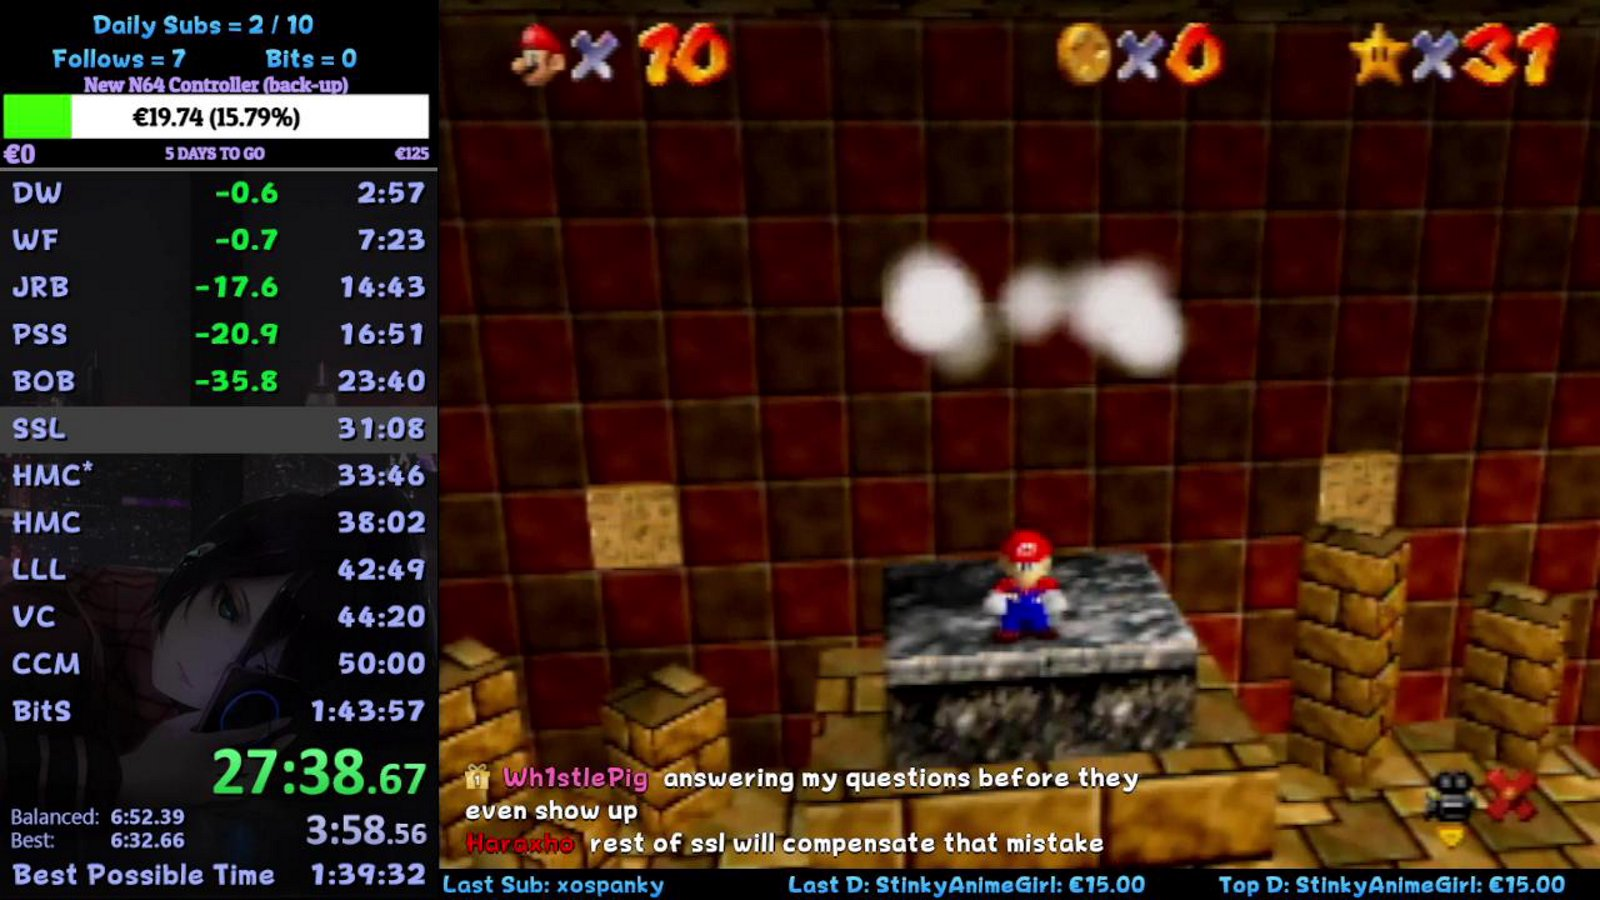 Daily Subs = 2 / 10
Follows = 7 Bits = 0
New N64 Controller (back-up)
€19.74 (15.79%)
€0 5 DAYS TO GO €125
DW -0.6 2:57
WF -0.7 7:23
JRB -17.6 14:43
PSS -20.9 16:51
BOB -35.8 23:40
SSL 31:08
HMC* 33:46
HMC 38:02
LLL 42:49
VC 44:20
CCM 50:00
BitS 1:43:57
27:38.67
Balanced: 6:52.39
Best: 6:32.66
3:58.56
Best Possible Time 1:39:32
x 10
x 0
x 31
1 Wh1stlePig answering my questions before they
even show up
Haraxho rest of ssl will compensate that mistake
Last Sub: xospanky Last D: StinkyAnimeGirl: €15.00 Top D: StinkyAnimeGirl: €15.00